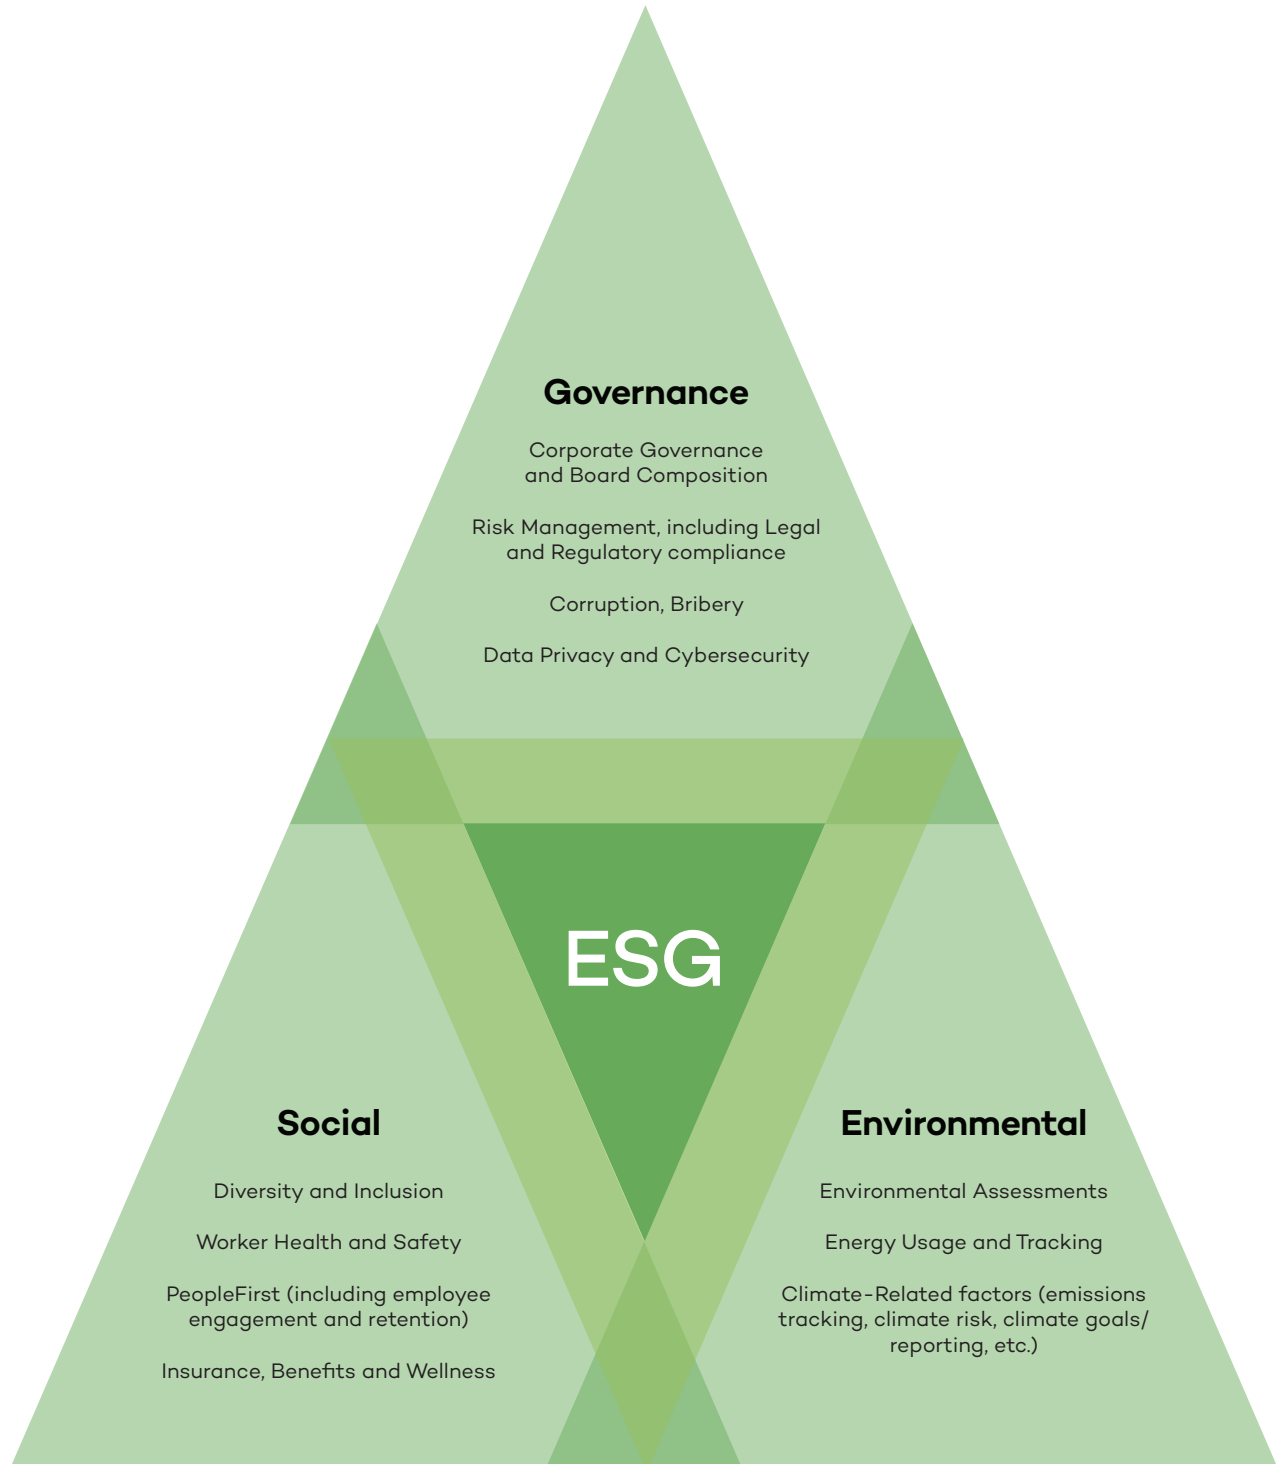 Governance
Corporate Governance
and Board Composition
Risk Management, including Legal
and Regulatory compliance
Corruption, Bribery
Data Privacy and Cybersecurity
ESG
Social
Diversity and Inclusion
Worker Health and Safety
PeopleFirst (including employee
engagement and retention)
Insurance, Benefits and Wellness
Environmental
Environmental Assessments
Energy Usage and Tracking
Climate-Related factors (emissions
tracking, climate risk, climate goals/
reporting, etc.)